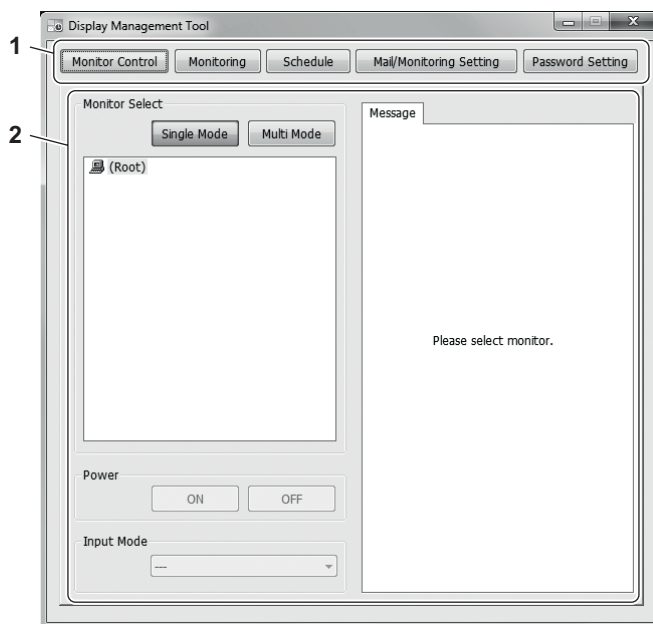 Display Management Tool
1
Monitor Control Monitoring Schedule Mail/Monitoring Setting Password Setting
2
Monitor Select
Single Mode Multi Mode
(Root)
Message
Please select monitor.
Power
ON OFF
Input Mode
---